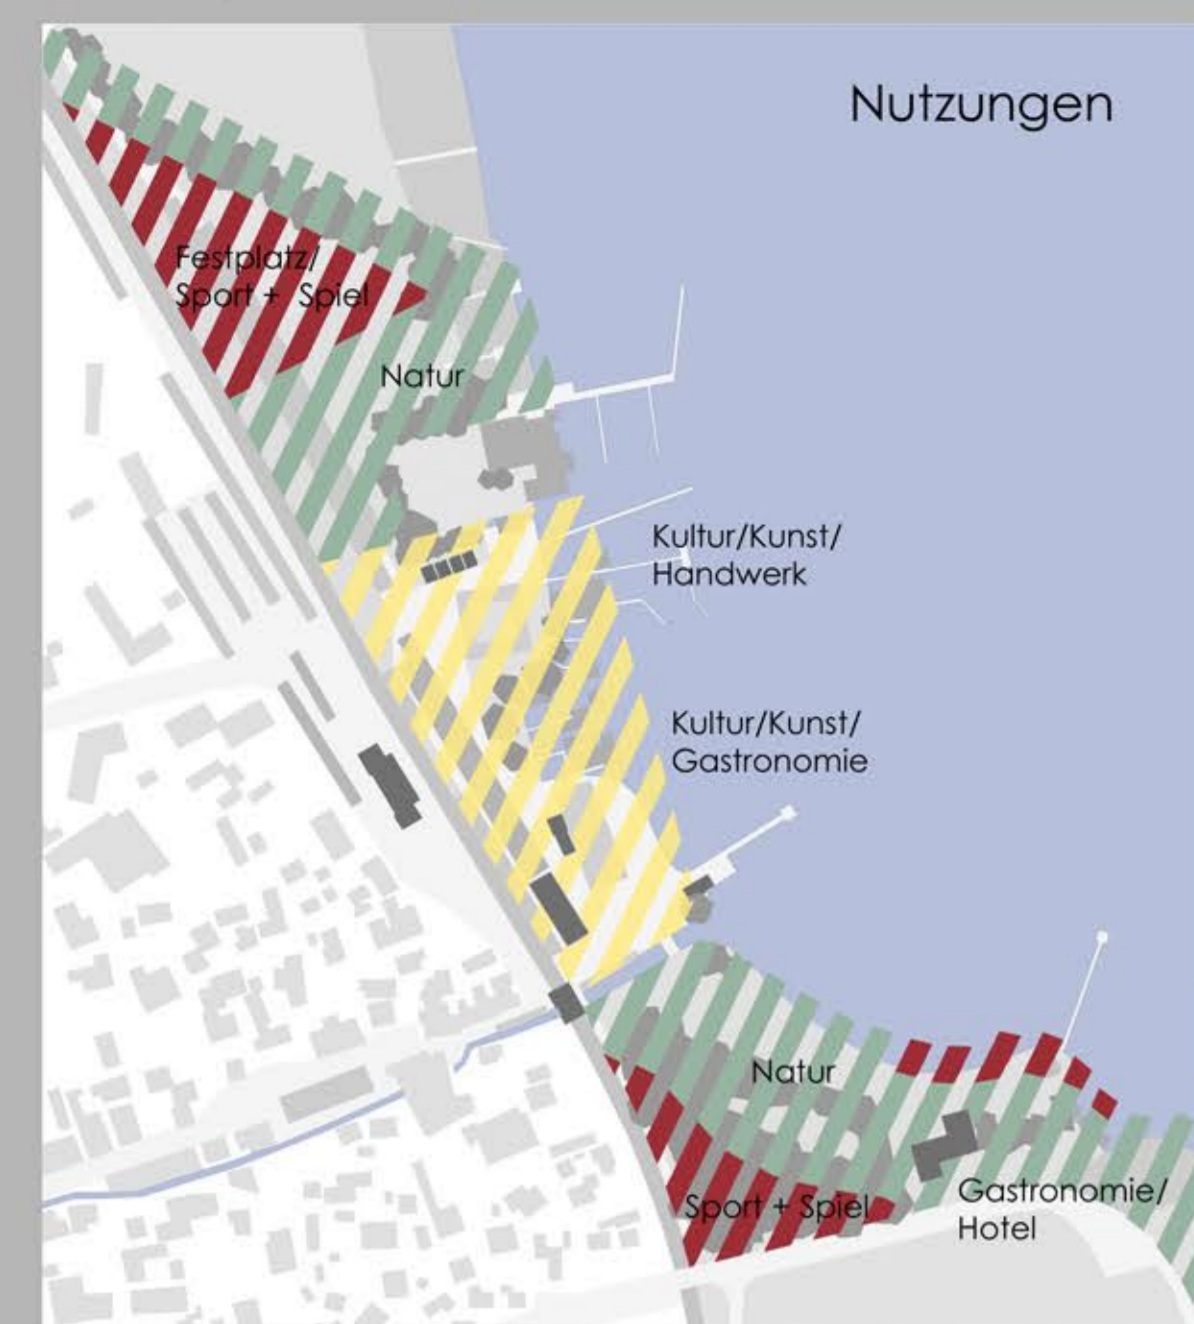 Nutzungen
Festplatz/
Sport + Spiel
Natur
Kultur/Kunst/
Handwerk
Kultur/Kunst/
Gastronomie
Natur
Sport + Spiel
Gastronomie/
Hotel